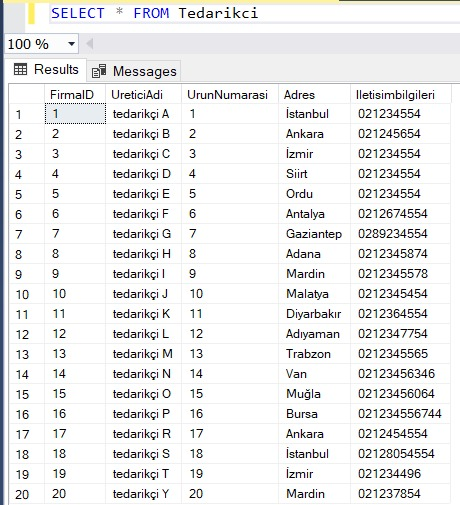 SELECT * FROM Tedarikci
100 %
Results Messages
FirmaID UreticiAdi UrunNumarasi Adres Iletisimbilgileri
1 1 tedarikçi A 1 İstanbul 021234554
2 2 tedarikçi B 2 Ankara 021245654
3 3 tedarikçi C 3 İzmir 021234554
4 4 tedarikçi D 4 Siirt 021234554
5 5 tedarikçi E 5 Ordu 021234554
6 6 tedarikçi F 6 Antalya 0212674554
7 7 tedarikçi G 7 Gaziantep 0289234554
8 8 tedarikçi H 8 Adana 0212345874
9 9 tedarikçi I 9 Mardin 0212345578
10 10 tedarikçi J 10 Malatya 0212345454
11 11 tedarikçi K 11 Diyarbakır 0212364554
12 12 tedarikçi L 12 Adıyaman 0212347754
13 13 tedarikçi M 13 Trabzon 0212345565
14 14 tedarikçi N 14 Van 02123456346
15 15 tedarikçi O 15 Muğla 02123456064
16 16 tedarikçi P 16 Bursa 021234556744
17 17 tedarikçi R 17 Ankara 0212454554
18 18 tedarikçi S 18 İstanbul 02128054554
19 19 tedarikçi T 19 İzmir 021234496
20 20 tedarikçi Y 20 Mardin 021237854